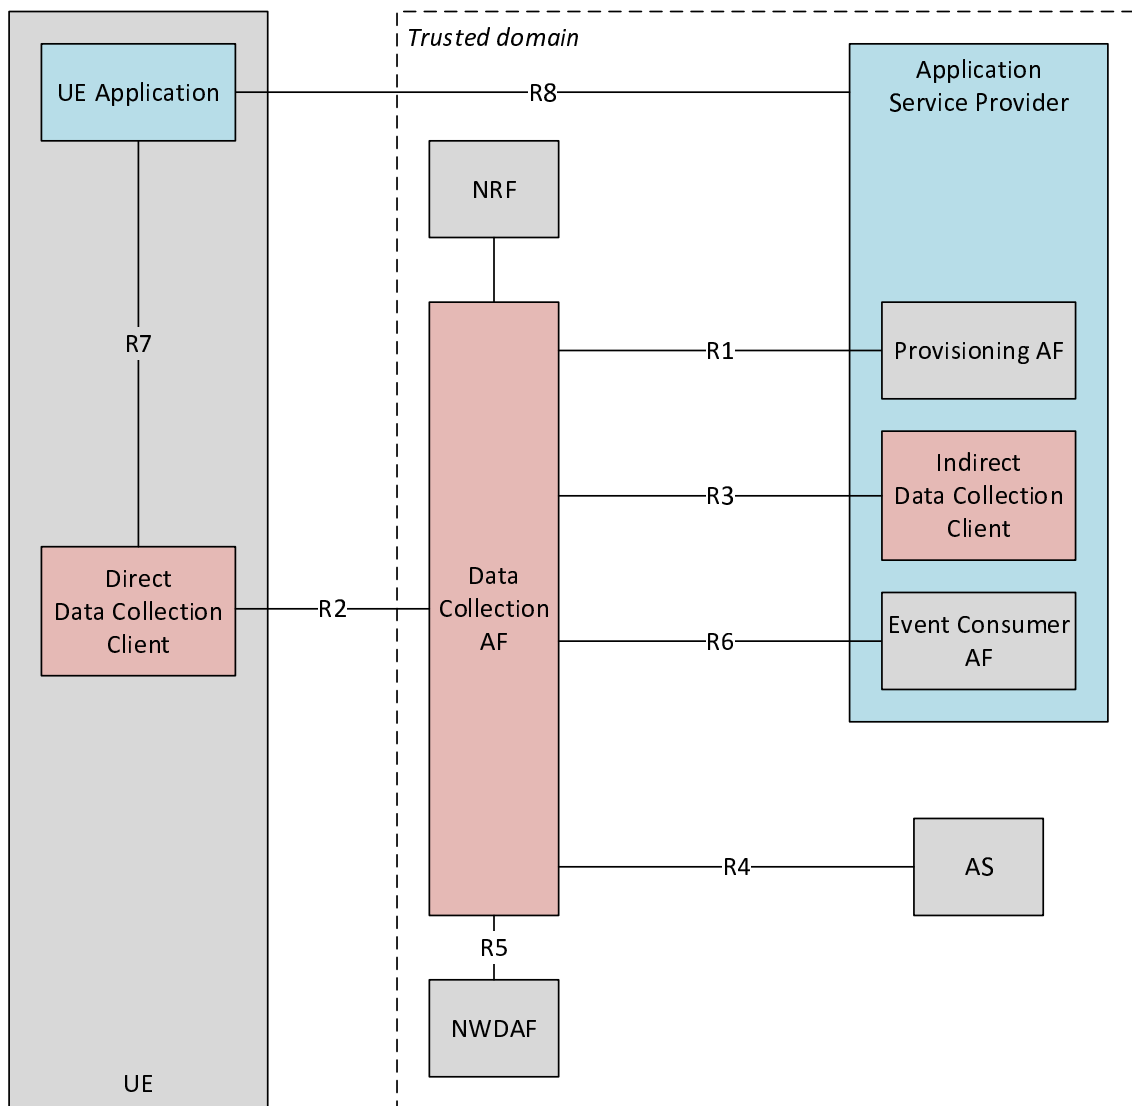 Trusted domain
UE Application
R8
Application
Service Provider
NRF
R7
R1
Provisioning AF
R3
Indirect
Data Collection
Client
Direct
Data Collection
Client
R2
Data
Collection
AF
R6
Event Consumer
AF
R4
AS
R5
NWDAF
UE